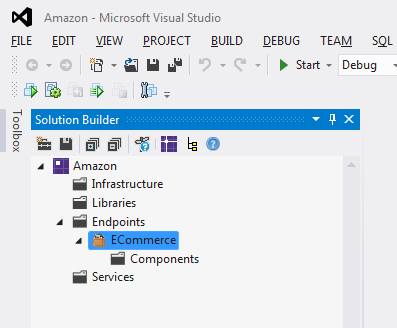 Amazon - Microsoft Visual Studio
FILE EDIT VIEW PROJECT BUILD DEBUG TEAM SQL
Start Debug
Toolbox
Solution Builder
Amazon
Infrastructure
Libraries
Endpoints
ECommerce
Components
Services